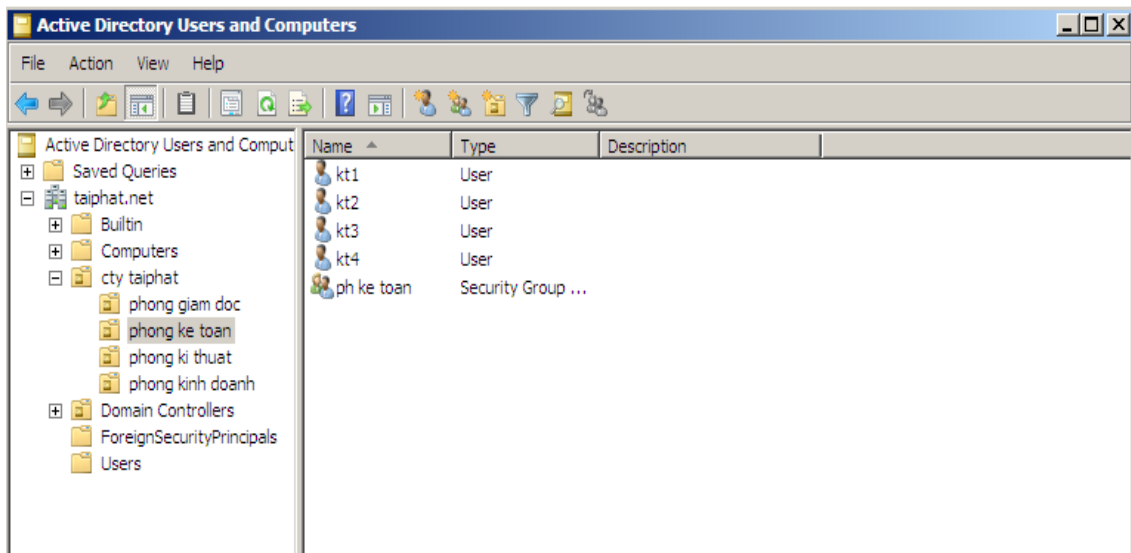 Active Directory Users and Computers
File Action View Help
Active Directory Users and Comput
Saved Queries
taiphat.net
Builtin
Computers
cty taiphat
phong giam doc
phong ke toan
phong ki thuat
phong kinh doanh
Domain Controllers
ForeignSecurityPrincipals
Users
Name Type Description
kt1 User
kt2 User
kt3 User
kt4 User
ph ke toan Security Group ...